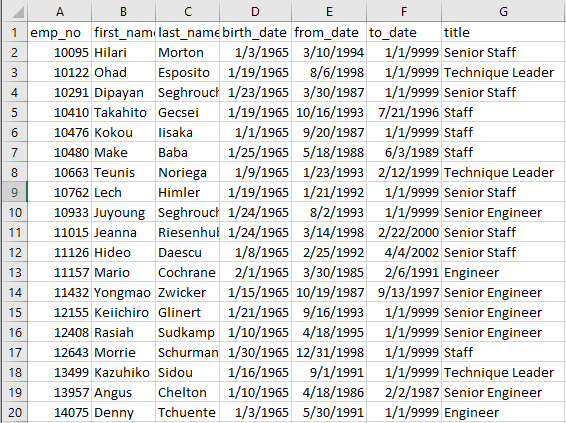 A B C D E F G
1 emp_no first_name last_name birth_date from_date to_date title
2 10095 Hilari Morton 1/3/1965 3/10/1994 1/1/9999 Senior Staff
3 10122 Ohad Esposito 1/19/1965 8/6/1998 1/1/9999 Technique Leader
4 10291 Dipayan Seghrouch 1/23/1965 3/30/1987 1/1/9999 Senior Staff
5 10410 Takahito Gecsei 1/19/1965 10/16/1993 7/21/1996 Staff
6 10476 Kokou Iisaka 1/1/1965 9/20/1987 1/1/9999 Staff
7 10480 Make Baba 1/25/1965 5/18/1988 6/3/1989 Staff
8 10663 Teunis Noriega 1/9/1965 1/23/1993 2/12/1999 Technique Leader
9 10762 Lech Himler 1/19/1965 1/21/1992 1/1/9999 Senior Staff
10 10933 Juyoung Seghrouch 1/24/1965 8/2/1993 1/1/9999 Senior Engineer
11 11015 Jeanna Riesenhul 1/24/1965 3/14/1998 2/22/2000 Senior Staff
12 11126 Hideo Daescu 1/8/1965 2/25/1992 4/4/2002 Senior Staff
13 11157 Mario Cochrane 2/1/1965 3/30/1985 2/6/1991 Engineer
14 11432 Yongmao Zwicker 1/15/1965 10/19/1987 9/13/1997 Senior Engineer
15 12155 Keiichiro Glinert 1/21/1965 9/16/1993 1/1/9999 Senior Engineer
16 12408 Rasiah Sudkamp 1/10/1965 4/18/1995 1/1/9999 Senior Engineer
17 12643 Morrie Schurman 1/30/1965 12/31/1998 1/1/9999 Staff
18 13499 Kazuhiko Sidou 1/16/1965 9/1/1991 1/1/9999 Technique Leader
19 13957 Angus Chelton 1/10/1965 4/18/1986 2/2/1987 Senior Engineer
20 14075 Denny Tchuente 1/3/1965 5/30/1991 1/1/9999 Engineer